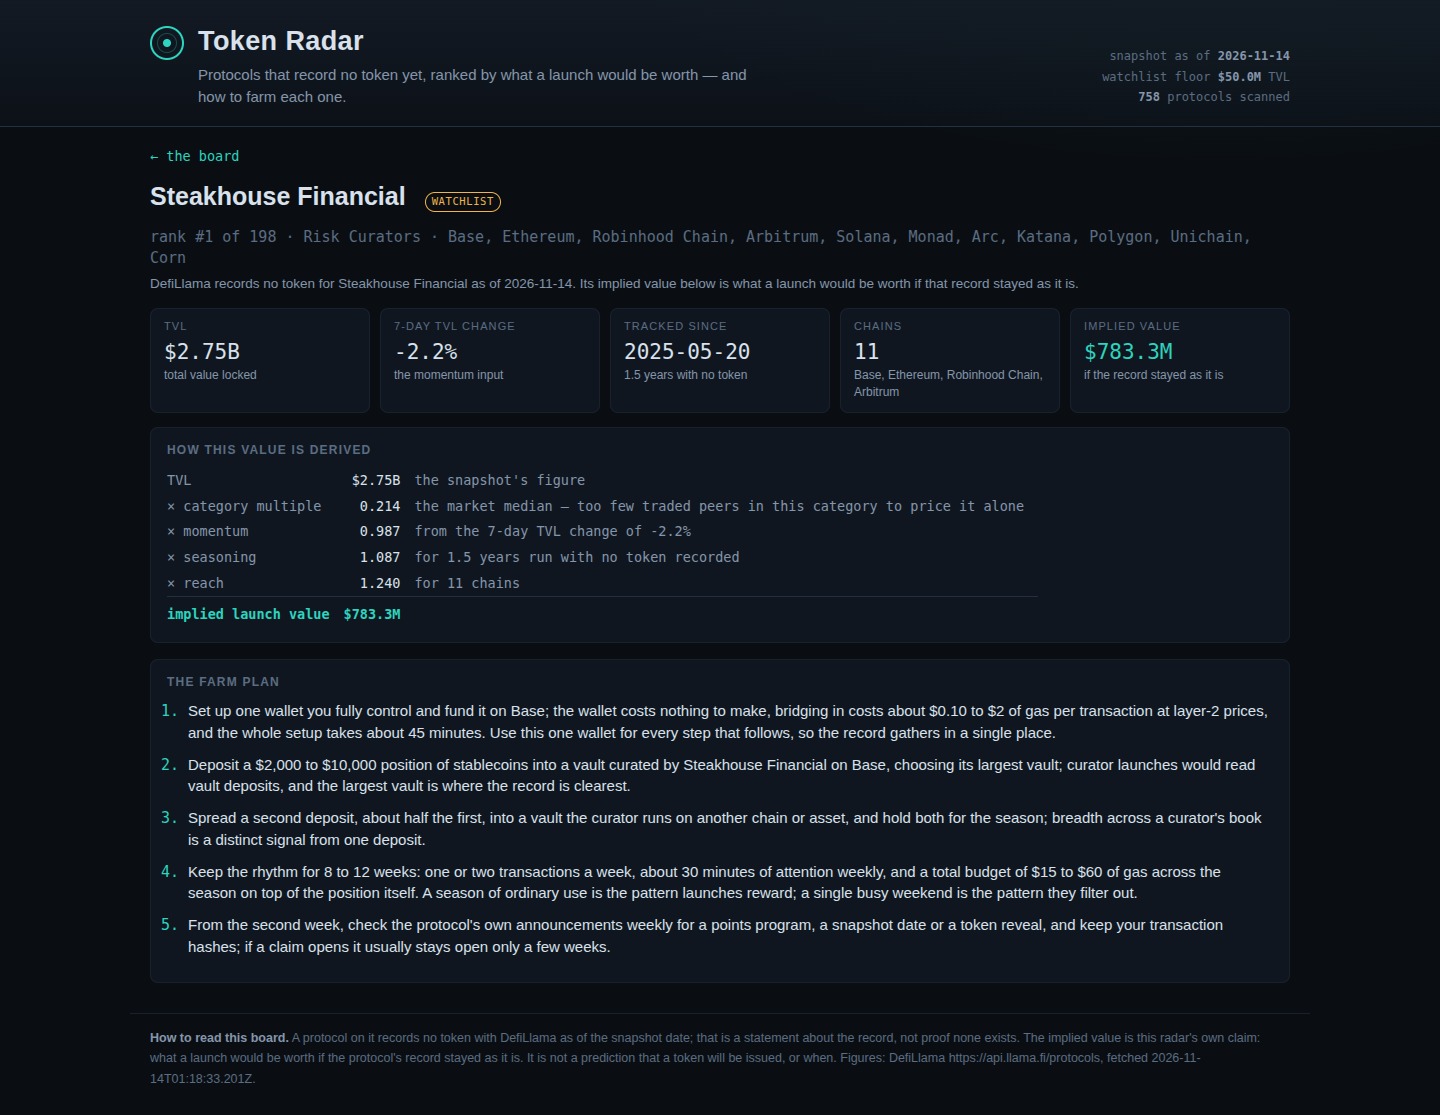 Token Radar
Protocols that record no token yet, ranked by what a launch would be worth — and
how to farm each one.
snapshot as of 2026-11-14
watchlist floor $50.0M TVL
758 protocols scanned
← the board
Steakhouse Financial WATCHLIST
rank #1 of 198 · Risk Curators · Base, Ethereum, Robinhood Chain, Arbitrum, Solana, Monad, Arc, Katana, Polygon, Unichain,
Corn
DefiLlama records no token for Steakhouse Financial as of 2026-11-14. Its implied value below is what a launch would be worth if that record stayed as it is.
TVL
$2.75B
total value locked
7-DAY TVL CHANGE
-2.2%
the momentum input
TRACKED SINCE
2025-05-20
1.5 years with no token
CHAINS
11
Base, Ethereum, Robinhood Chain,
Arbitrum
IMPLIED VALUE
$783.3M
if the record stayed as it is
HOW THIS VALUE IS DERIVED
TVL $2.75B the snapshot's figure
× category multiple 0.214 the market median — too few traded peers in this category to price it alone
× momentum 0.987 from the 7-day TVL change of -2.2%
× seasoning 1.087 for 1.5 years run with no token recorded
× reach 1.240 for 11 chains
implied launch value $783.3M
THE FARM PLAN
1. Set up one wallet you fully control and fund it on Base; the wallet costs nothing to make, bridging in costs about $0.10 to $2 of gas per transaction at layer-2 prices,
and the whole setup takes about 45 minutes. Use this one wallet for every step that follows, so the record gathers in a single place.
2. Deposit a $2,000 to $10,000 position of stablecoins into a vault curated by Steakhouse Financial on Base, choosing its largest vault; curator launches would read
vault deposits, and the largest vault is where the record is clearest.
3. Spread a second deposit, about half the first, into a vault the curator runs on another chain or asset, and hold both for the season; breadth across a curator's book
is a distinct signal from one deposit.
4. Keep the rhythm for 8 to 12 weeks: one or two transactions a week, about 30 minutes of attention weekly, and a total budget of $15 to $60 of gas across the
season on top of the position itself. A season of ordinary use is the pattern launches reward; a single busy weekend is the pattern they filter out.
5. From the second week, check the protocol's own announcements weekly for a points program, a snapshot date or a token reveal, and keep your transaction
hashes; if a claim opens it usually stays open only a few weeks.
How to read this board. A protocol on it records no token with DefiLlama as of the snapshot date; that is a statement about the record, not proof none exists. The implied value is this radar's own claim:
what a launch would be worth if the protocol's record stayed as it is. It is not a prediction that a token will be issued, or when. Figures: DefiLlama https://api.llama.fi/protocols, fetched 2026-11-
14T01:18:33.201Z.